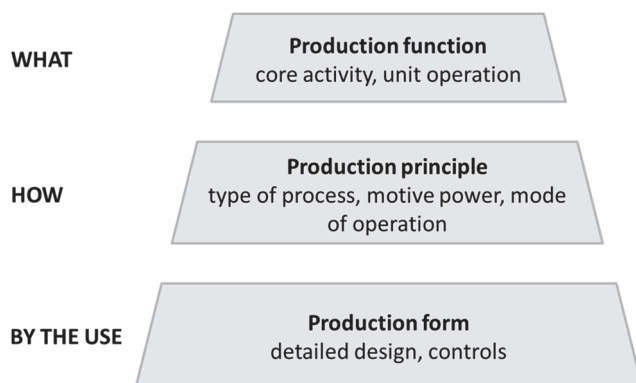 WHAT
Production function
core activity, unit operation
HOW
Production principle
type of process, motive power, mode
of operation
BY THE USE
Production form
detailed design, controls